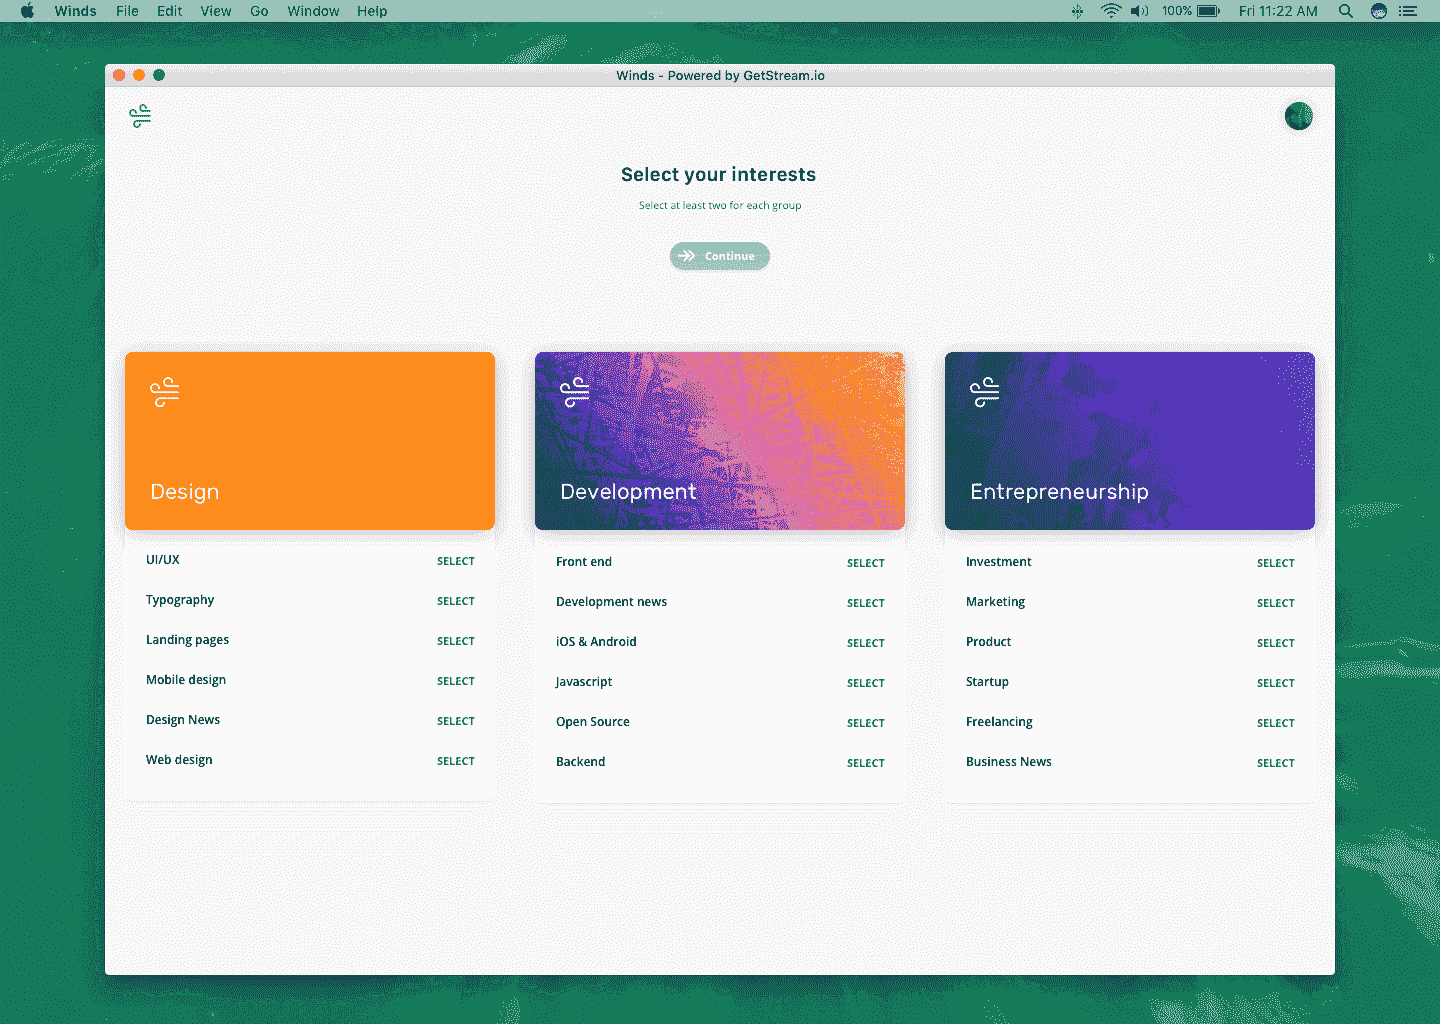 Winds File Edit View Go Window Help 100% Fri 11:22 AM
Winds - Powered by GetStream.io
Select your interests
Select at least two for each group
Continue
Design
UI/UX SELECT
Typography SELECT
Landing pages SELECT
Mobile design SELECT
Design News SELECT
Web design SELECT
Development
Front end SELECT
Development news SELECT
iOS & Android SELECT
Javascript SELECT
Open Source SELECT
Backend SELECT
Entrepreneurship
Investment SELECT
Marketing SELECT
Product SELECT
Startup SELECT
Freelancing SELECT
Business News SELECT